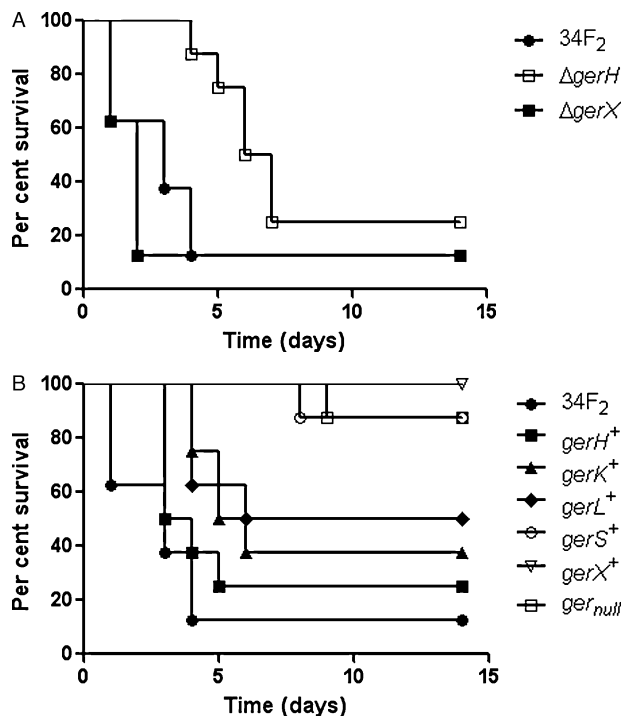 A
Per cent survival
100
80
60
40
20
0
0 5 10 15
Time (days)
34F₂
ΔgerH
ΔgerX
B
Per cent survival
100
80
60
40
20
0
0 5 10 15
Time (days)
34F₂
gerH⁺
gerK⁺
gerL⁺
gerS⁺
gerX⁺
ger_null